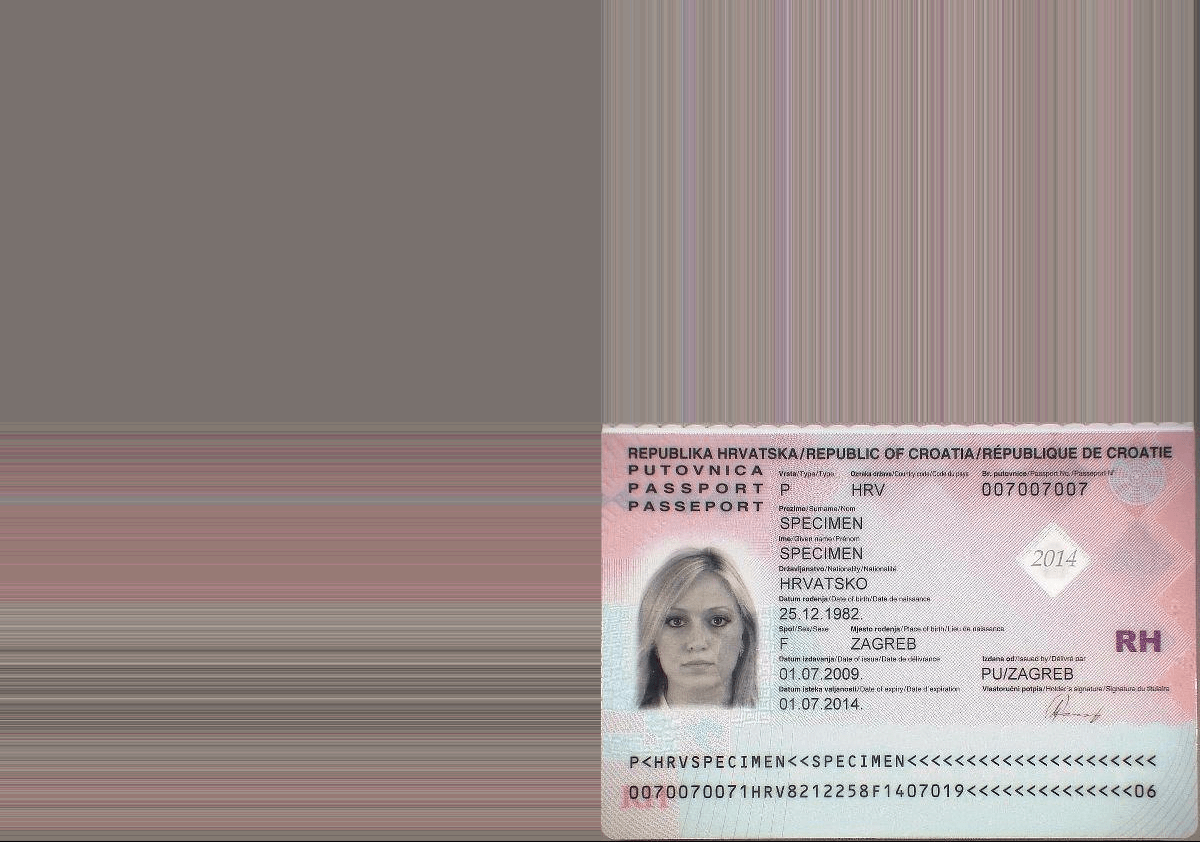 REPUBLIKA HRVATSKA/REPUBLIC OF CROATIA/RÉPUBLIQUE DE CROATIE
PUTOVNICA
PASSPORT
PASSEPORT
Vrsta/Type/Type Oznaka države/Country code/Code du pays Br. putovnice/Passport No./Passeport N°
P HRV 007007007
Prezime/Surname/Nom
SPECIMEN
Ime/Given name/Prénom
SPECIMEN
2014
Državljanstvo/Nationality/Nationalité
HRVATSKO
Datum rođenja/Date of birth/Date de naissance
25.12.1982.
Spol/Sex/Sexe Mjesto rođenja/Place of birth/Lieu de naissance
F ZAGREB
RH
Datum izdavanja/Date of issue/Date de délivrance Izdana od/Issued by/Délivré par
01.07.2009. PU/ZAGREB
Datum isteka valjanosti/Date of expiry/Date d'expiration Vlastoručni potpis/Holder's signature/Signature du titulaire
01.07.2014.
P<HRVSPECIMEN<<SPECIMEN<<<<<<<<<<<<<<<<<<<<<
0070070071HRV8212258F1407019<<<<<<<<<<<<<<06
RH